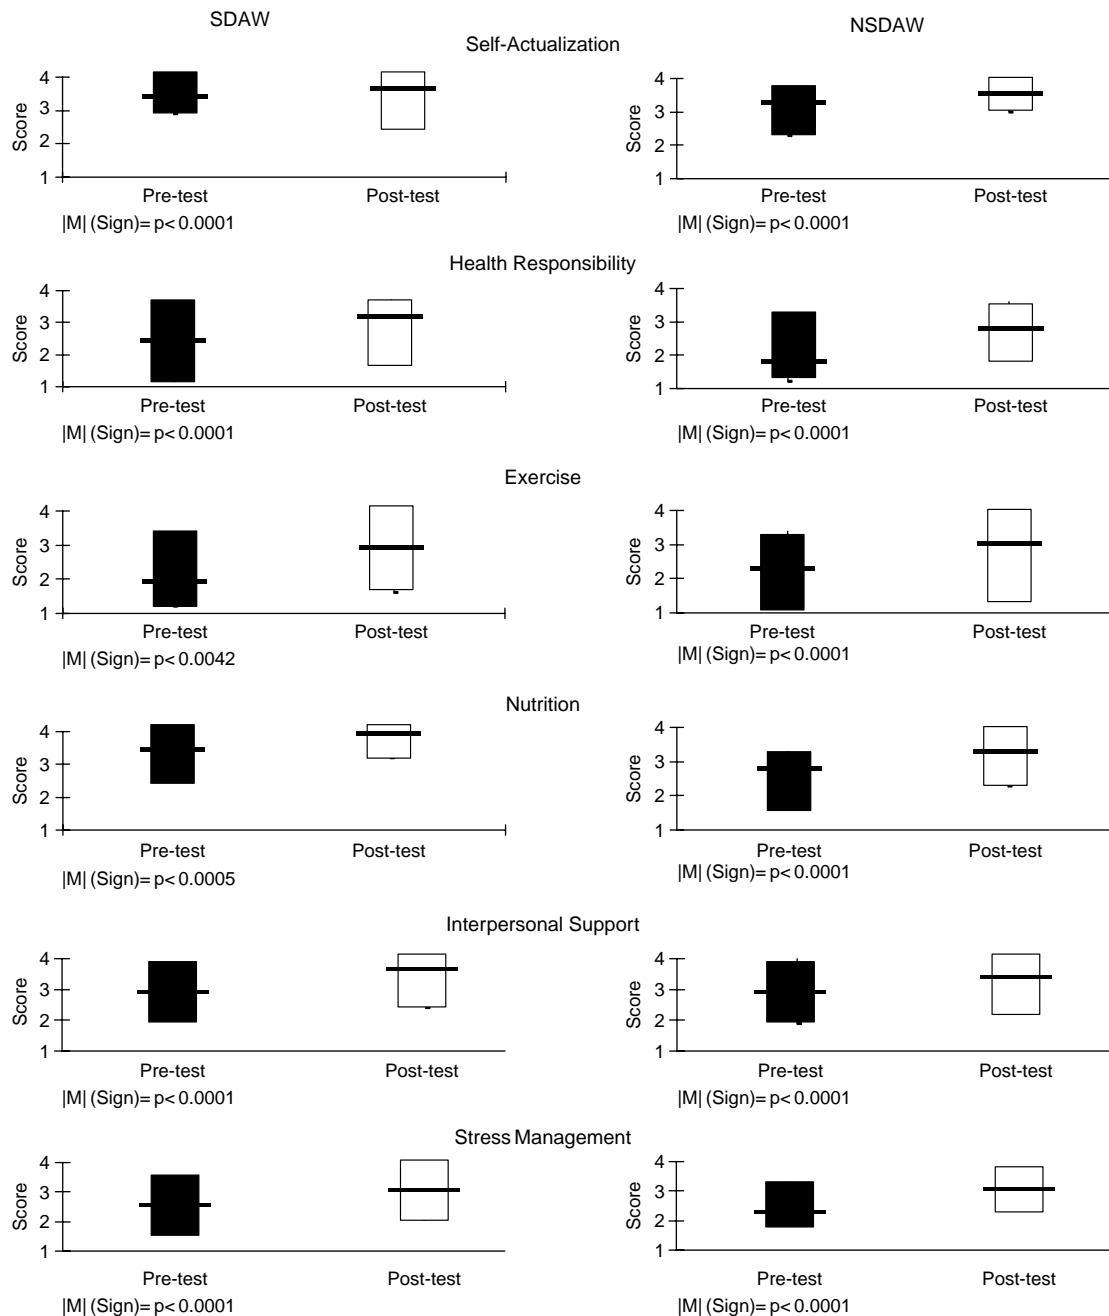 SDAW
NSDAW
Self-Actualization
4
3
2
1
Score
Pre-test
Post-test
|M| (Sign)= p< 0.0001
4
3
2
1
Score
Pre-test
Post-test
|M| (Sign)= p< 0.0001
Health Responsibility
4
3
2
1
Score
Pre-test
Post-test
|M| (Sign)= p< 0.0001
4
3
2
1
Score
Pre-test
Post-test
|M| (Sign)= p< 0.0001
Exercise
4
3
2
1
Score
Pre-test
Post-test
|M| (Sign)= p< 0.0042
4
3
2
1
Score
Pre-test
Post-test
|M| (Sign)= p< 0.0001
Nutrition
4
3
2
1
Score
Pre-test
Post-test
|M| (Sign)= p< 0.0005
4
3
2
1
Score
Pre-test
Post-test
|M| (Sign)= p< 0.0001
Interpersonal Support
4
3
2
1
Score
Pre-test
Post-test
|M| (Sign)= p< 0.0001
4
3
2
1
Score
Pre-test
Post-test
|M| (Sign)= p< 0.0001
Stress Management
4
3
2
1
Score
Pre-test
Post-test
|M| (Sign)= p< 0.0001
4
3
2
1
Score
Pre-test
Post-test
|M| (Sign)= p< 0.0001